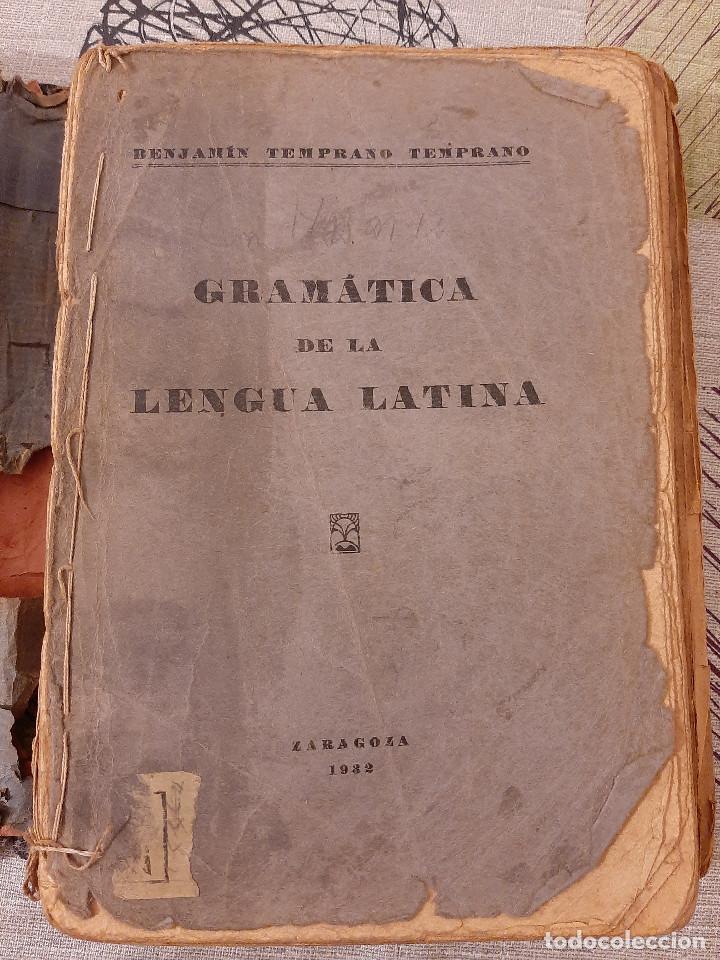 BENJAMÍN TEMPRANO TEMPRANO
GRAMÁTICA
DE LA
LENGUA LATINA
ZARAGOZA
1932
todocoleccion